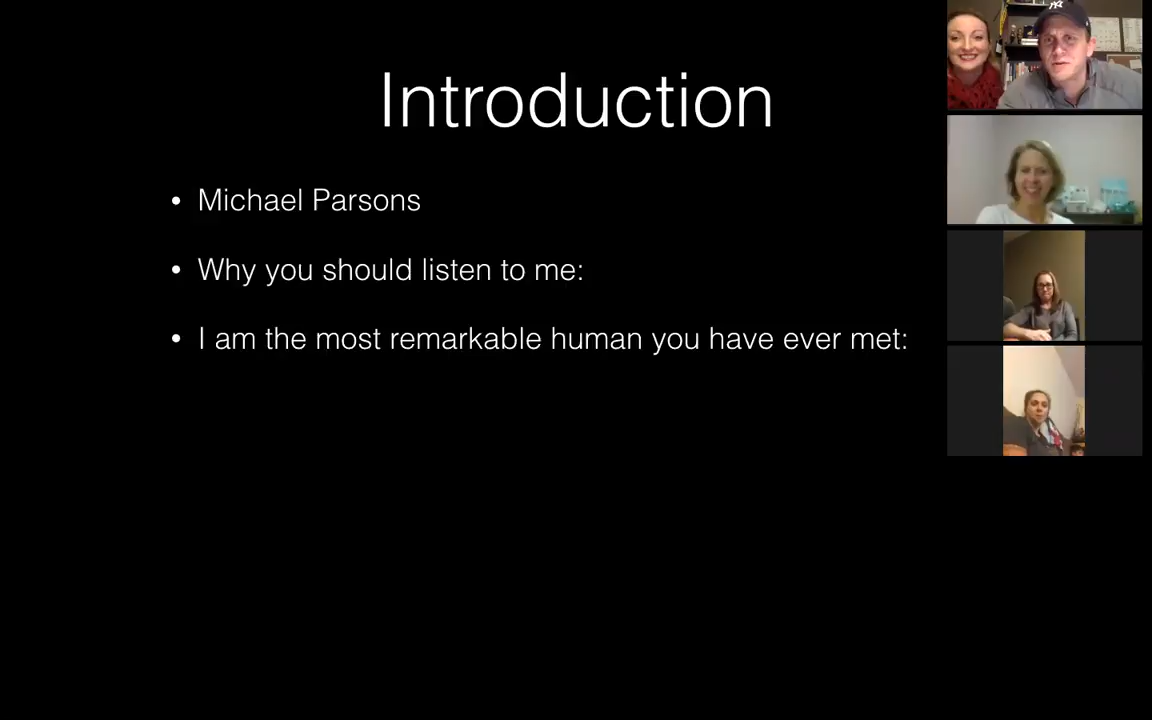 Introduction
• Michael Parsons
• Why you should listen to me:
• I am the most remarkable human you have ever met: